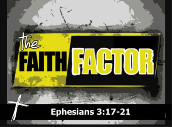 the
FAITH FACTOR
Ephesians 3:17-21